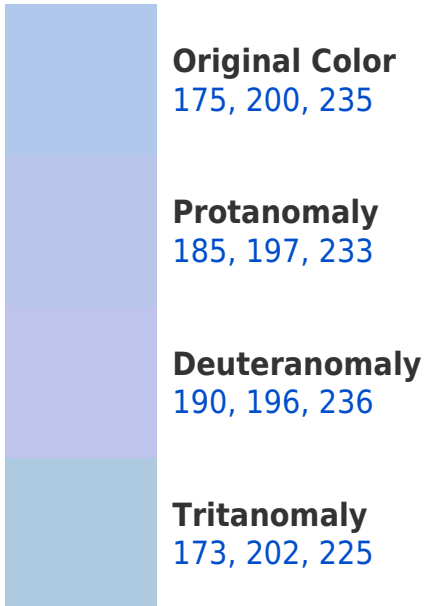 Original Color
175, 200, 235
Protanomaly
185, 197, 233
Deuteranomaly
190, 196, 236
Tritanomaly
173, 202, 225